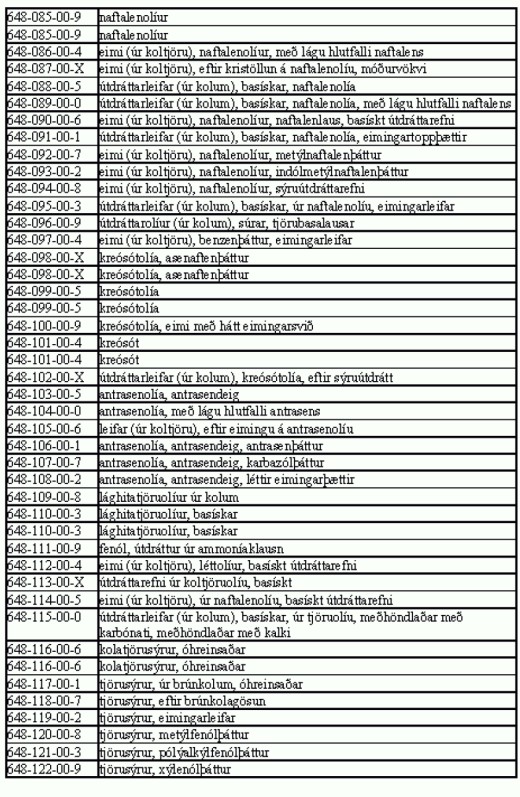 648-085-00-9 naftalenolíur
648-085-00-9 naftalenolíur
648-086-00-4 eimi (úr koltjöru), naftalenolíur, með lágu hlutfalli naftalens
648-087-00-X eimi (úr koltjöru), eftir kristöllun á naftalenolíu, móðurvökvi
648-088-00-5 útdráttarleifar (úr kolum), basískar, naftalenolía
648-089-00-0 útdráttarleifar (úr kolum), basískar, naftalenolía, með lágu hlutfalli naftalens
648-090-00-6 eimi (úr koltjöru), naftalenolíur, naftalenlaus, basískt útdráttarefni
648-091-00-1 útdráttarleifar (úr kolum), basískar, naftalenolía, eimingartoppþættir
648-092-00-7 eimi (úr koltjöru), naftalenolíur, metýlnaftalenþáttur
648-093-00-2 eimi (úr koltjöru), naftalenolíur, indólmetýlnaftalenþáttur
648-094-00-8 eimi (úr koltjöru), naftalenolíur, sýruútdráttarefni
648-095-00-3 útdráttarleifar (úr kolum), basískar, úr naftalenolíu, eimingarleifar
648-096-00-9 útdráttarolíur (úr kolum), súrar, tjörubasalausar
648-097-00-4 eimi (úr koltjöru), benzenþáttur, eimingarleifar
648-098-00-X kreósótolía, asenaftenþáttur
648-098-00-X kreósótolía, asenaftenþáttur
648-099-00-5 kreósótolía
648-099-00-5 kreósótolía
648-100-00-9 kreósótolía, eimi með hátt eimingarsvið
648-101-00-4 kreósót
648-101-00-4 kreósót
648-102-00-X útdráttarleifar (úr kolum), kreósótolía, eftir sýruútdrátt
648-103-00-5 antrasenolía, antrasendeig
648-104-00-0 antrasenolía, með lágu hlutfalli antrasens
648-105-00-6 leifar (úr koltjöru), eftir eimingu á antrasenolíu
648-106-00-1 antrasenolía, antrasendeig, antrasenþáttur
648-107-00-7 antrasenolía, antrasendeig, karbazólþáttur
648-108-00-2 antrasenolía, antrasendeig, léttir eimingarþættir
648-109-00-8 lághitatjöruolíur úr kolum
648-110-00-3 lághitatjöruolíur, basískar
648-110-00-3 lághitatjöruolíur, basískar
648-111-00-9 fenól, útdráttur úr ammoníaklausn
648-112-00-4 eimi (úr koltjöru), léttolíur, basískt útdráttarefni
648-113-00-X útdráttarefni úr koltjöruolíu, basískt
648-114-00-5 eimi (úr koltjöru), úr naftalenolíu, basískt útdráttarefni
648-115-00-0 útdráttarleifar (úr kolum), basískar, úr tjöruolíu, meðhöndlaðar með
karbónati, meðhöndlaðar með kalki
648-116-00-6 kolatjörusýrur, óhreinsaðar
648-116-00-6 kolatjörusýrur, óhreinsaðar
648-117-00-1 tjörusýrur, úr brúnkolum, óhreinsaðar
648-118-00-7 tjörusýrur, eftir brúnkolagösun
648-119-00-2 tjörusýrur, eimingarleifar
648-120-00-8 tjörusýrur, metýlfenólþáttur
648-121-00-3 tjörusýrur, pólýalkýlfenólþáttur
648-122-00-9 tjörusýrur, xýlenólþáttur